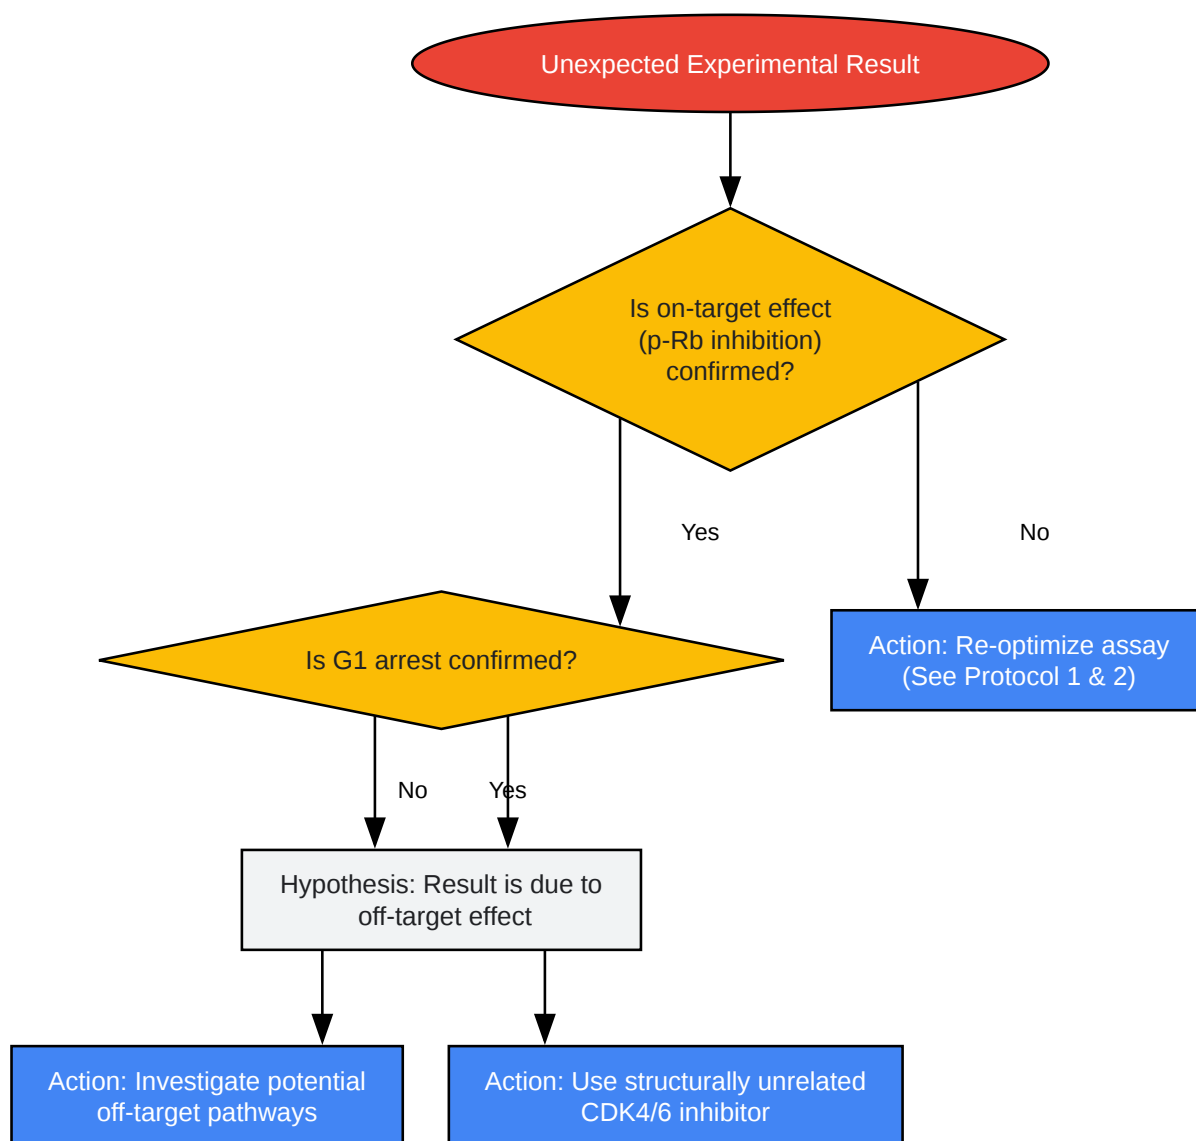 Unexpected Experimental Result
Is on-target effect
(p-Rb inhibition)
confirmed?
Yes
No
Is G1 arrest confirmed?
Action: Re-optimize assay
(See Protocol 1 & 2)
No
Yes
Hypothesis: Result is due to
off-target effect
Action: Investigate potential
off-target pathways
Action: Use structurally unrelated
CDK4/6 inhibitor